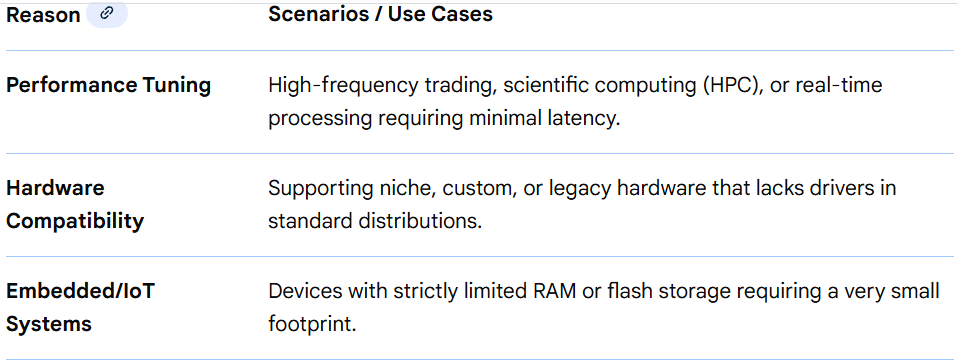 Reason Scenarios / Use Cases
Performance Tuning High-frequency trading, scientific computing (HPC), or real-time
processing requiring minimal latency.
Hardware Supporting niche, custom, or legacy hardware that lacks drivers in
Compatibility standard distributions.
Embedded/IoT Devices with strictly limited RAM or flash storage requiring a very small
Systems footprint.